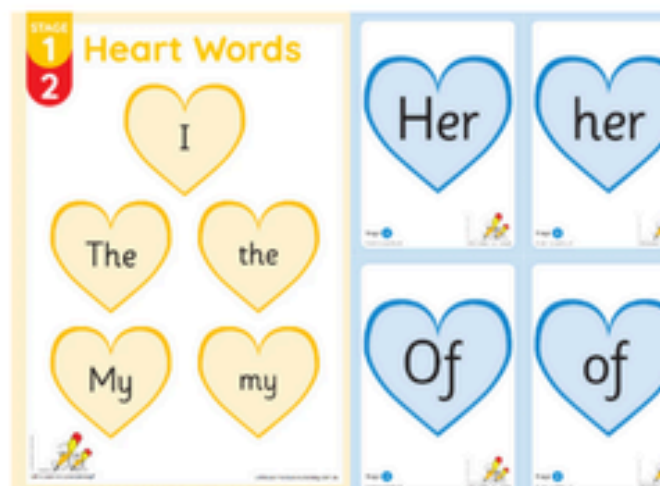 STAGE
1
2
Heart Words
I
The the
My my
Her her
Of of